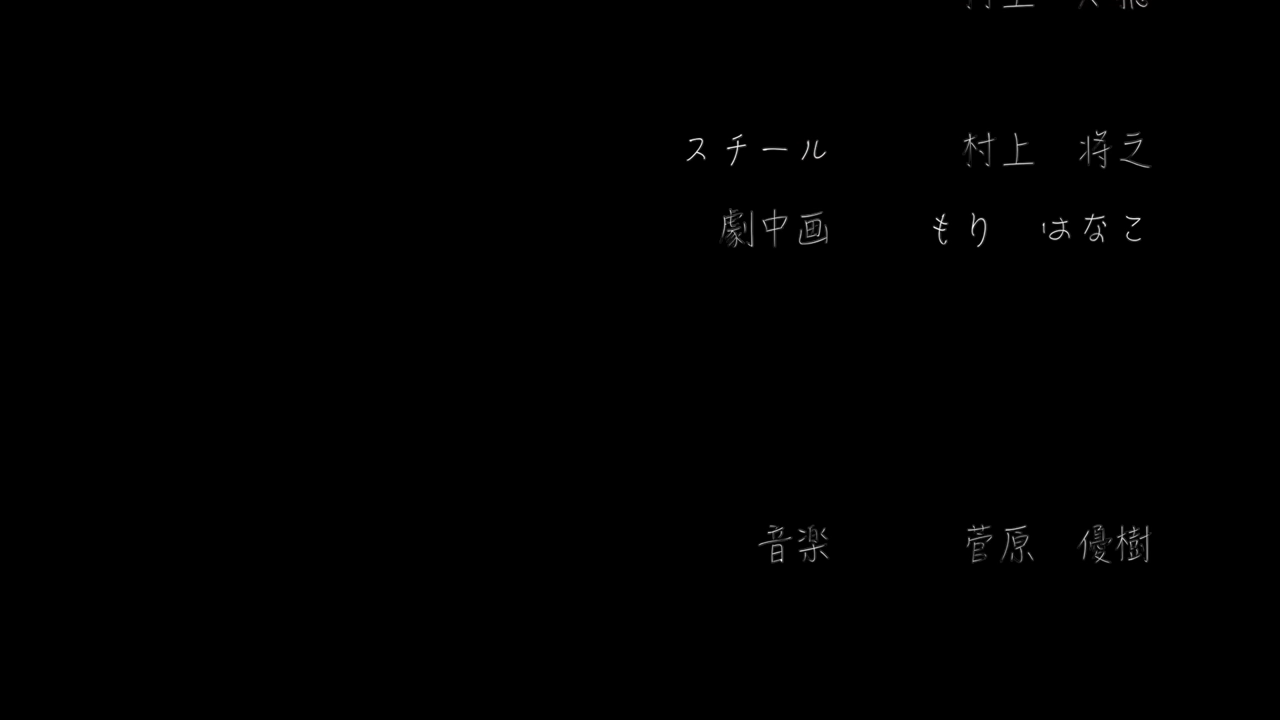 スチール　村上　将之
劇中画　もり　はなこ
音楽　菅原　優樹